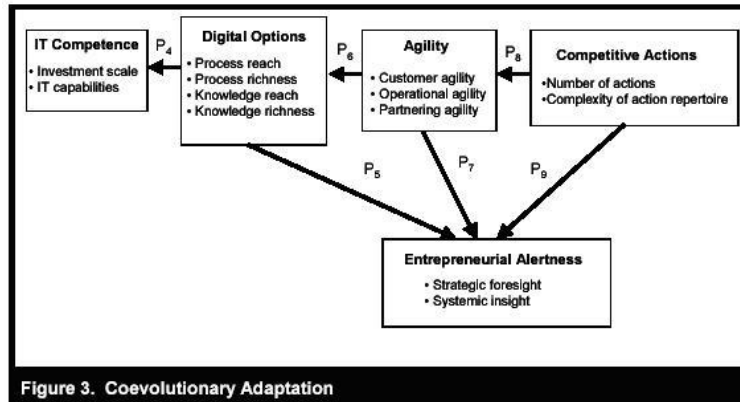 IT Competence
• Investment scale
• IT capabilities
P4
Digital Options
• Process reach
• Process richness
• Knowledge reach
• Knowledge richness
P6
Agility
• Customer agility
• Operational agility
• Partnering agility
P8
Competitive Actions
•Number of actions
•Complexity of action repertoire
P5
P7
P9
Entrepreneurial Alertness
• Strategic foresight
• Systemic insight
Figure 3. Coevolutionary Adaptation